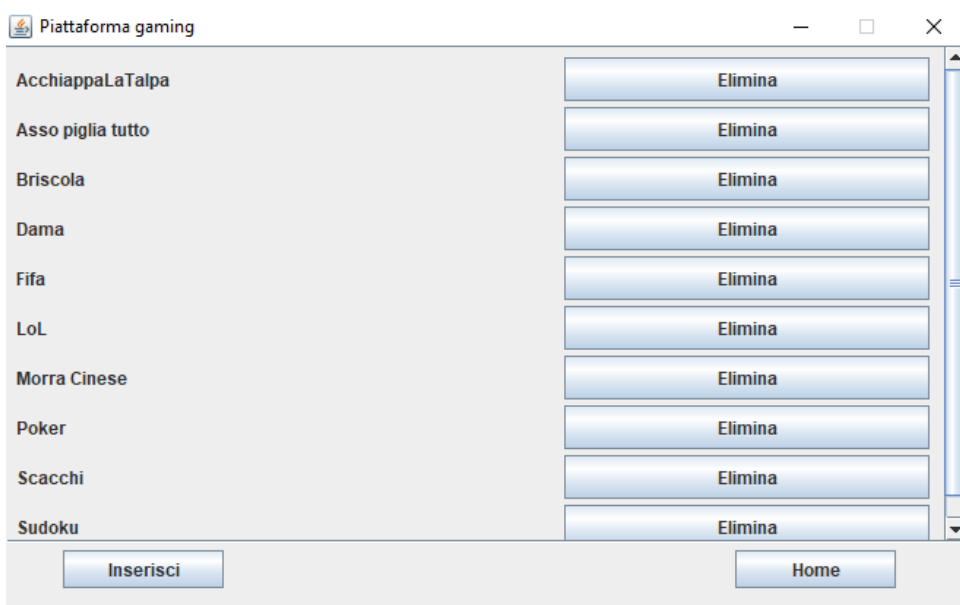 Piattaforma gaming
AcchiappaLaTalpa Elimina
Asso piglia tutto Elimina
Briscola Elimina
Dama Elimina
Fifa Elimina
LoL Elimina
Morra Cinese Elimina
Poker Elimina
Scacchi Elimina
Sudoku Elimina
Inserisci Home